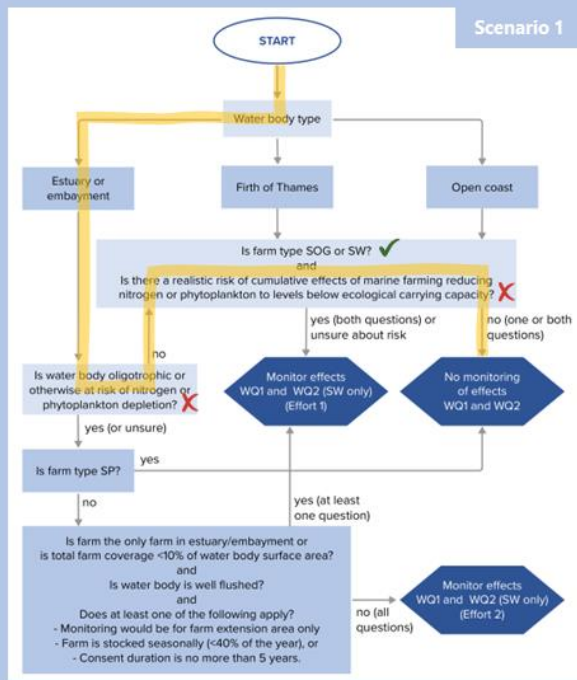 Scenario 1
START
Water body type
Estuary or
embayment
Firth of Thames
Open coast
Is farm type SOG or SW?
and
Is there a realistic risk of cumulative effects of marine farming reducing
nitrogen or phytoplankton to levels below ecological carrying capacity?
no
yes (both questions) or
unsure about risk
no (one or both
questions)
Is water body oligotrophic or
otherwise at risk of nitrogen or
phytoplankton depletion?
Monitor effects
WQ1 and WQ2 (SW only)
(Effort 1)
No monitoring
of effects
WQ1 and WQ2
yes (or unsure)
Is farm type SP?
yes
no
yes (at least
one question)
Is farm the only farm in estuary/embayment or
is total farm coverage <10% of water body surface area?
and
Is water body is well flushed?
and
Does at least one of the following apply?
- Monitoring would be for farm extension area only
- Farm is stocked seasonally (<40% of the year), or
- Consent duration is no more than 5 years.
no (all
questions)
Monitor effects
WQ1 and WQ2 (SW only)
(Effort 2)